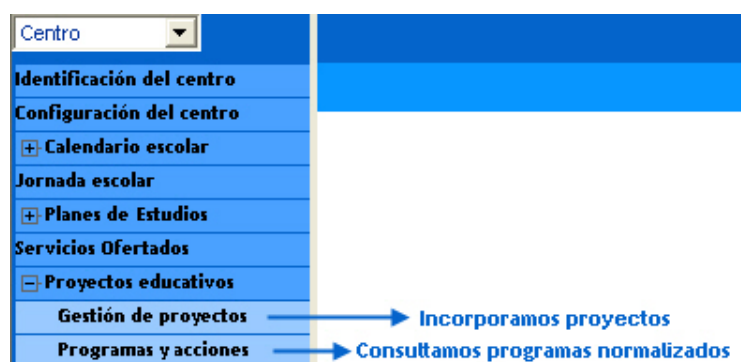 Centro
Identificación del centro
Configuración del centro
Calendario escolar
Jornada escolar
Planes de Estudios
Servicios Ofertados
Proyectos educativos
Gestión de proyectos
Incorporamos proyectos
Programas y acciones
Consultamos programas normalizados